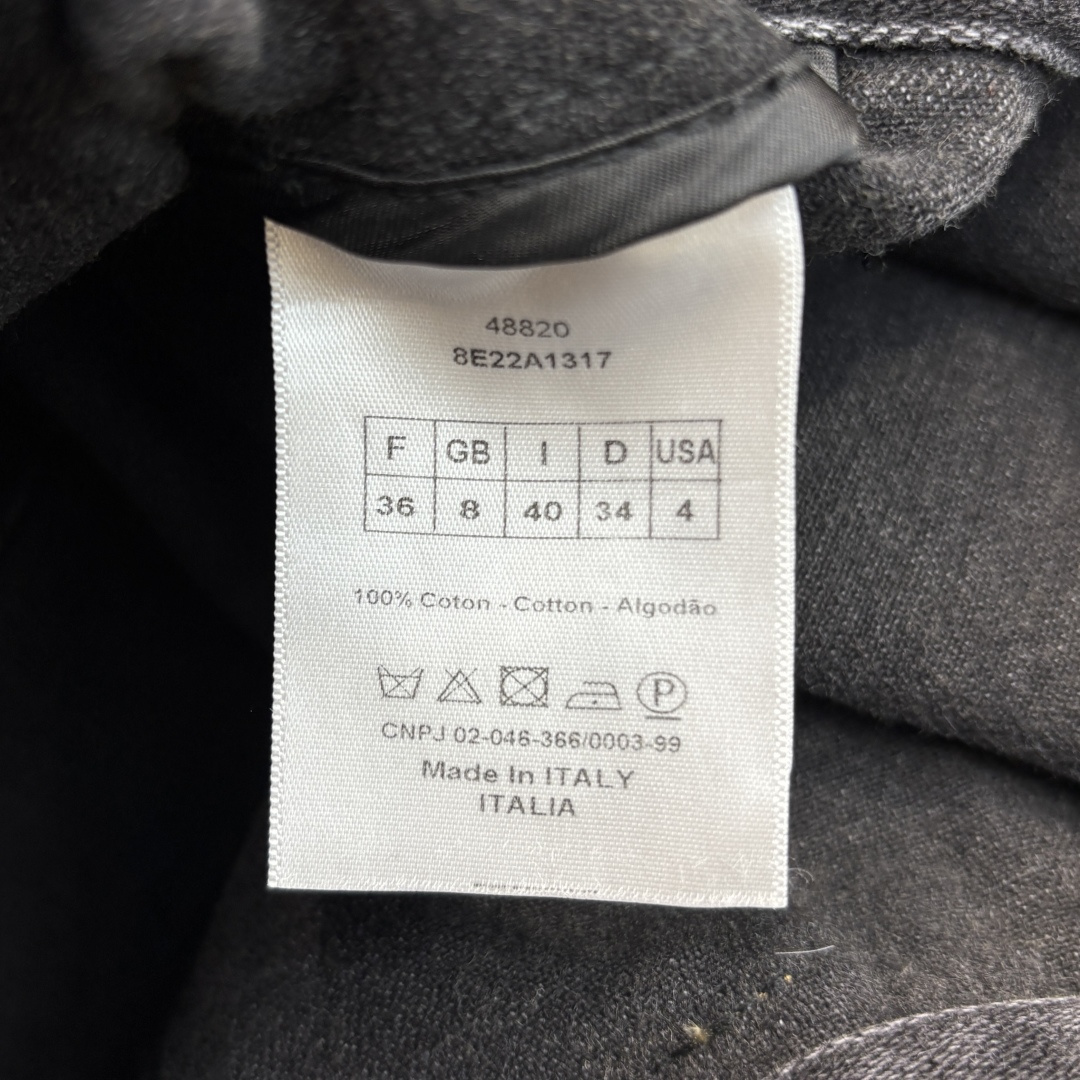 48820
8E22A1317
F GB I D USA
36 8 40 34 4
100% Coton - Cotton - Algodão
P
CNPJ 02-046-366/0003-99
Made In ITALY
ITALIA